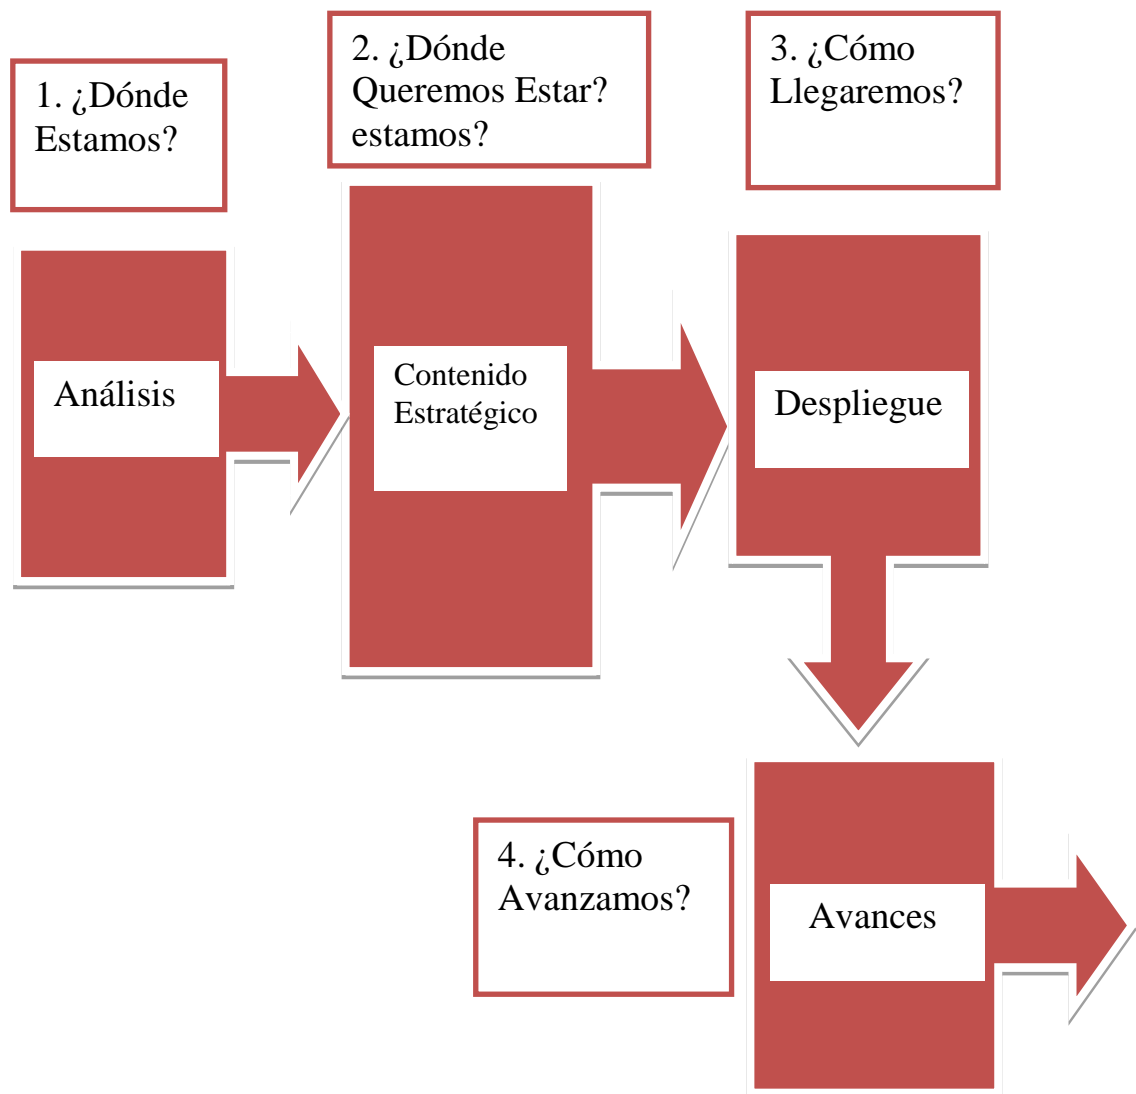 1. ¿Dónde
Estamos?
2. ¿Dónde
Queremos Estar?
estamos?
3. ¿Cómo
Llegaremos?
Análisis
Contenido
Estratégico
Despliegue
4. ¿Cómo
Avanzamos?
Avances